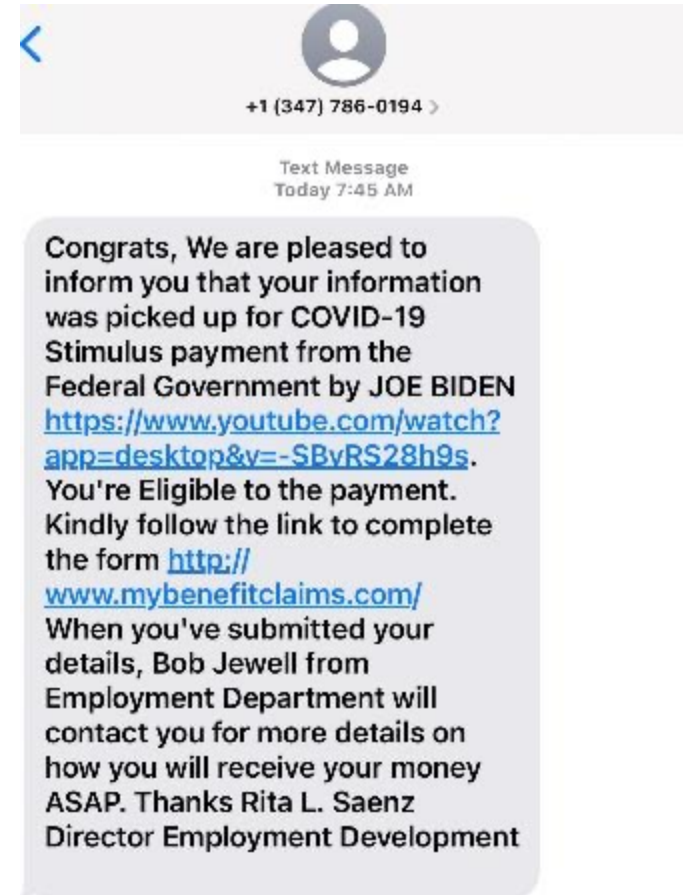 +1 (347) 786-0194 >
Text Message
Today 7:45 AM
Congrats, We are pleased to
inform you that your information
was picked up for COVID-19
Stimulus payment from the
Federal Government by JOE BIDEN
https://www.youtube.com/watch?
app=desktop&v=-SByRS28h9s.
You're Eligible to the payment.
Kindly follow the link to complete
the form http://
www.mybenefitclaims.com/
When you've submitted your
details, Bob Jewell from
Employment Department will
contact you for more details on
how you will receive your money
ASAP. Thanks Rita L. Saenz
Director Employment Development